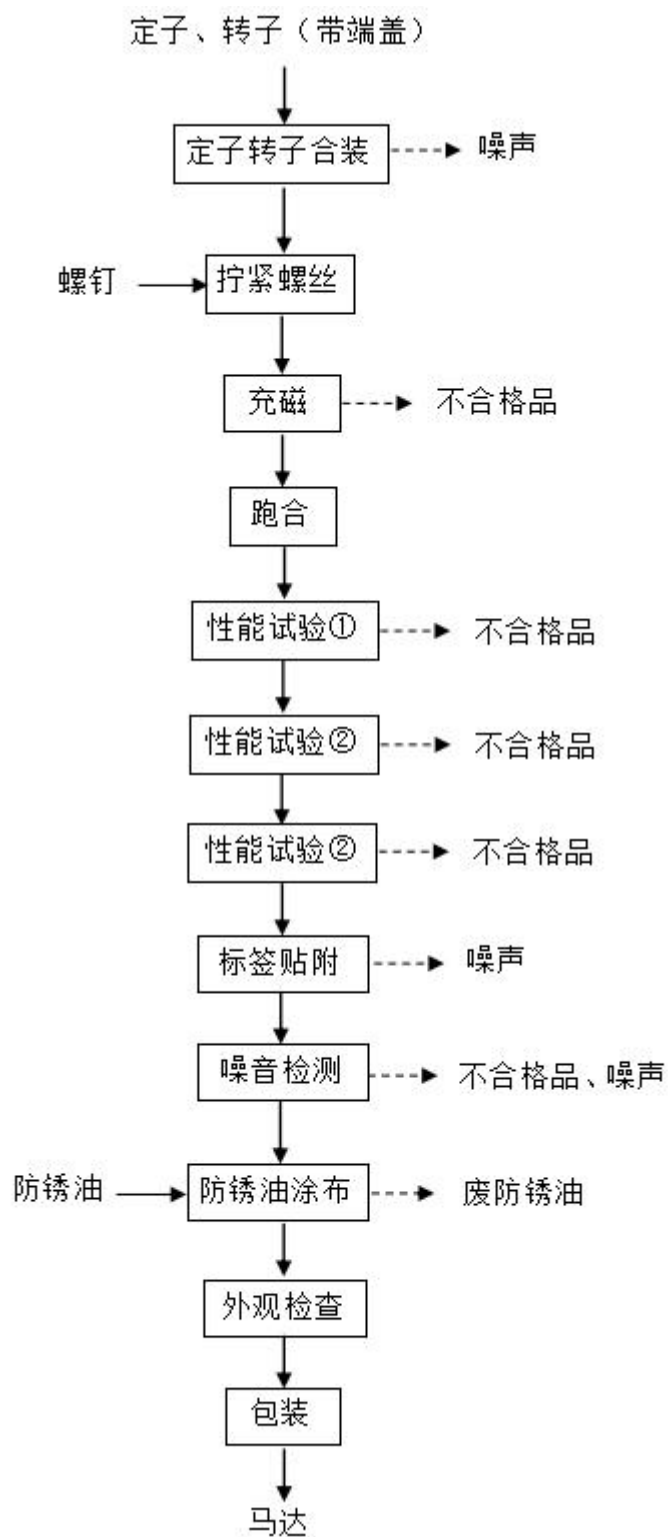 定子、转子（带端盖）
定子转子合装 噪声
螺钉 拧紧螺丝
充磁 不合格品
跑合
性能试验① 不合格品
性能试验② 不合格品
性能试验② 不合格品
标签贴附 噪声
噪音检测 不合格品、噪声
防锈油 防锈油涂布 废防锈油
外观检查
包装
马达